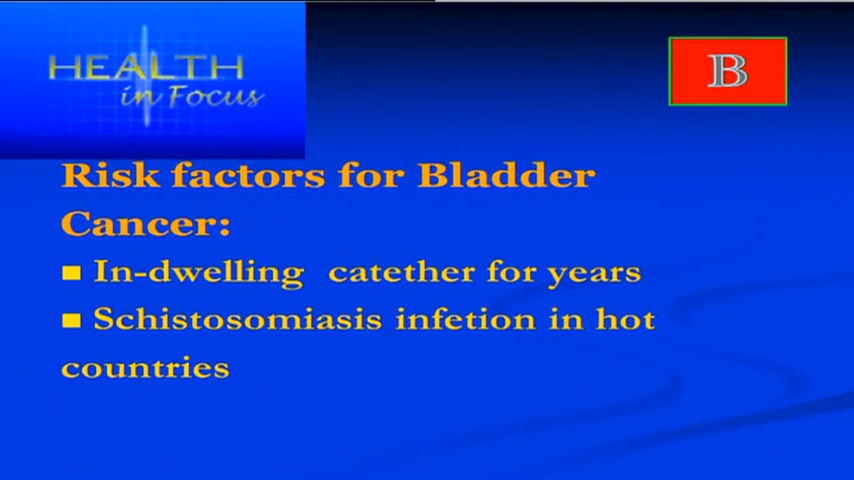 HEALTH
in Focus
B
Risk factors for Bladder
Cancer:
■ In-dwelling catether for years
■ Schistosomiasis infetion in hot
countries